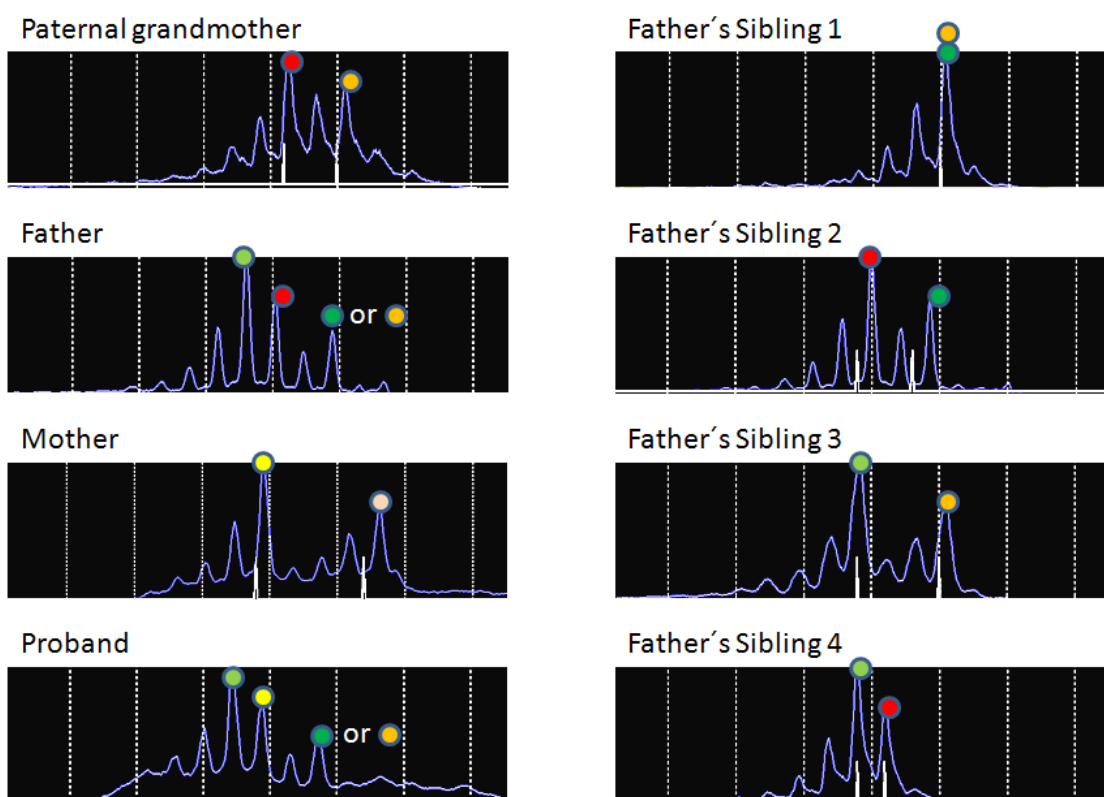 Paternal grandmother
Father´s Sibling 1
Father
or
Father´s Sibling 2
Mother
Father´s Sibling 3
Proband
or
Father´s Sibling 4